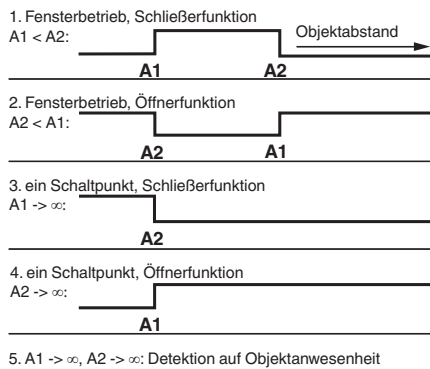 1. Fensterbetrieb, Schließerfunktion
A1 < A2:
Objektabstand
A1 A2
2. Fensterbetrieb, Öffnerfunktion
A2 < A1:
A2 A1
3. ein Schaltpunkt, Schließerfunktion
A1 -> ∞:
A2
4. ein Schaltpunkt, Öffnerfunktion
A2 -> ∞:
A1
5. A1 -> ∞, A2 -> ∞: Detektion auf Objektanwesenheit